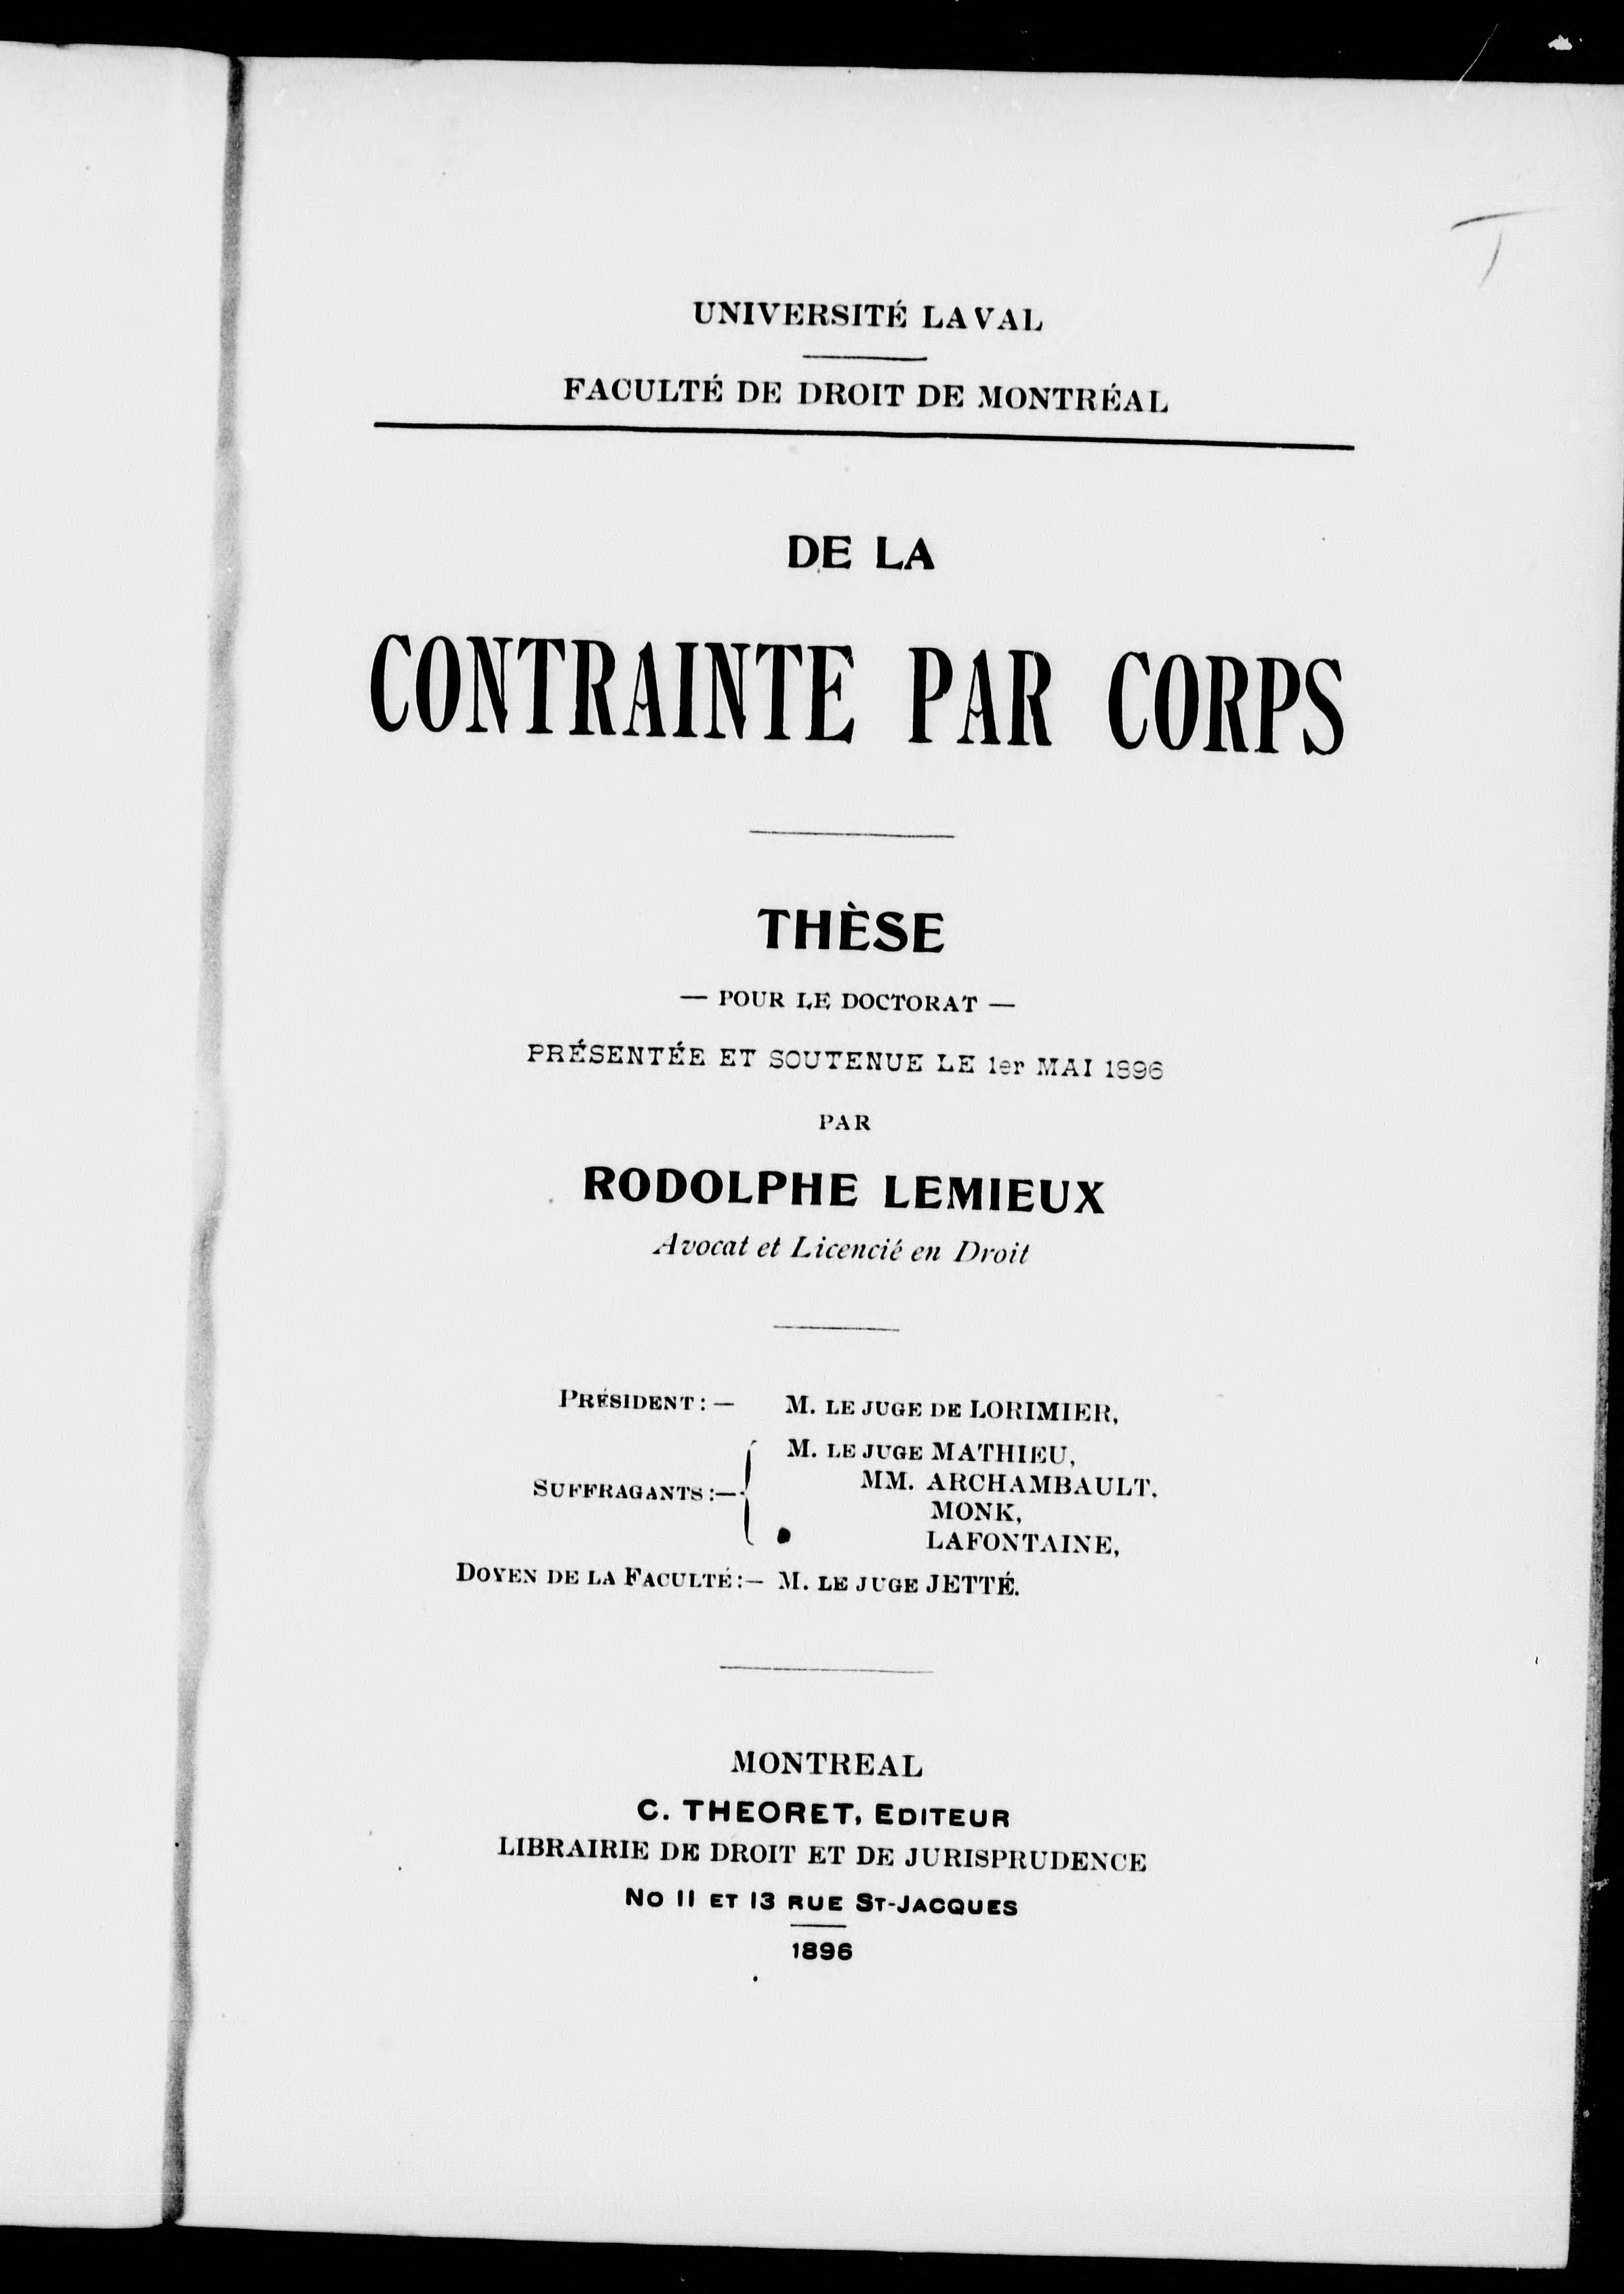 T
UNIVERSITÉ LAVAL
FACULTÉ DE DROIT DE MONTRÉAL
DE LA
CONTRAINTE PAR CORPS
THÈSE
— POUR LE DOCTORAT —
PRÉSENTÉE ET SOUTENUE LE 1er MAI 1896
PAR
RODOLPHE LEMIEUX
Avocat et Licencié en Droit
PRÉSIDENT: — M. LE JUGE DE LORIMIER,
M. LE JUGE MATHIEU,
MM. ARCHAMBAULT.
SUFFRAGANTS :—
MONK,
LAFONTAINE,
DOYEN DE LA FACULTÉ:— M. LE JUGE JETTÉ.
MONTREAL
C. THEORET, EDITEUR
LIBRAIRIE DE DROIT ET DE JURISPRUDENCE
NO 11 ET 13 RUE ST-JACQUES
1896